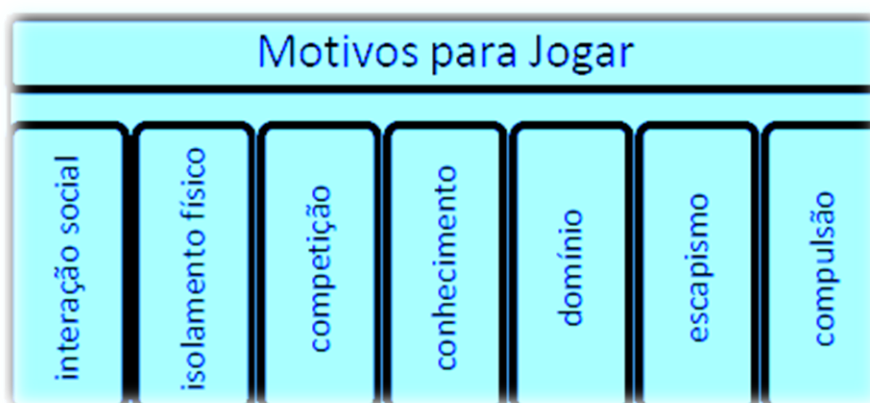 Motivos para Jogar
interação social
isolamento físico
competição
conhecimento
domínio
escapismo
compulsão